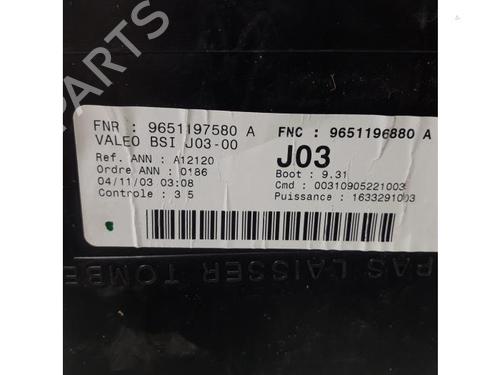 FNR : 9651197580 A
VALEO BSI J03-00
Ref. ANN : A12120
Ordre ANN : 0186
04/11/03 03:08
Controle : 3 5
FNC : 9651196880 A
J03
Boot : 9.31
Cmd : 00310905221003
Puissance : 1633291003
PAS LAISSER TOMBE
B-PARTS